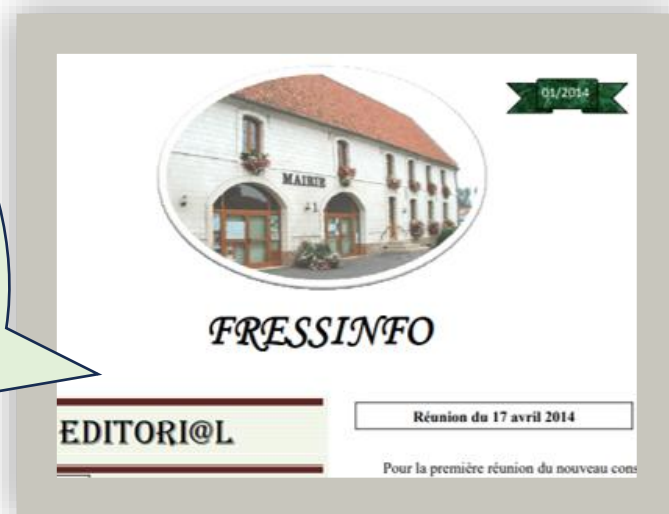 01/2014
MAIRIE
FRESSINFO
EDITORI@L
Réunion du 17 avril 2014
Pour la première réunion du nouveau cons